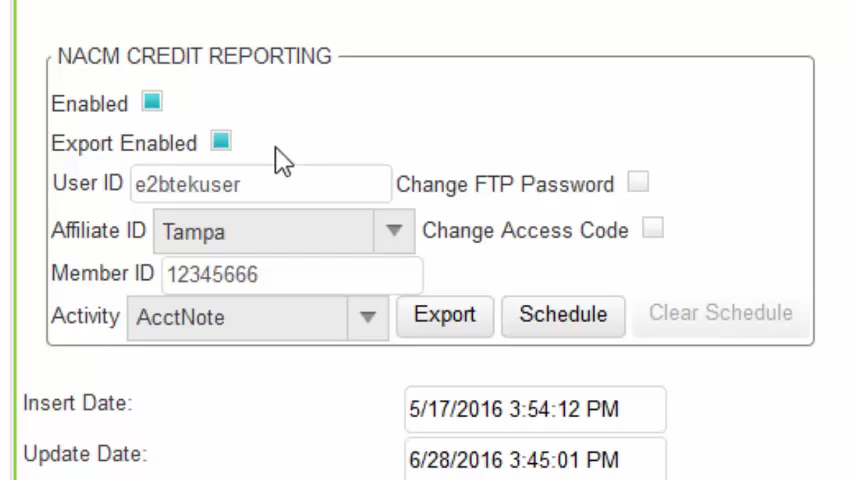 NACM CREDIT REPORTING
Enabled
Export Enabled
User ID e2btekuser Change FTP Password
Affiliate ID Tampa Change Access Code
Member ID 12345666
Activity AcctNote Export Schedule Clear Schedule
Insert Date: 5/17/2016 3:54:12 PM
Update Date: 6/28/2016 3:45:01 PM